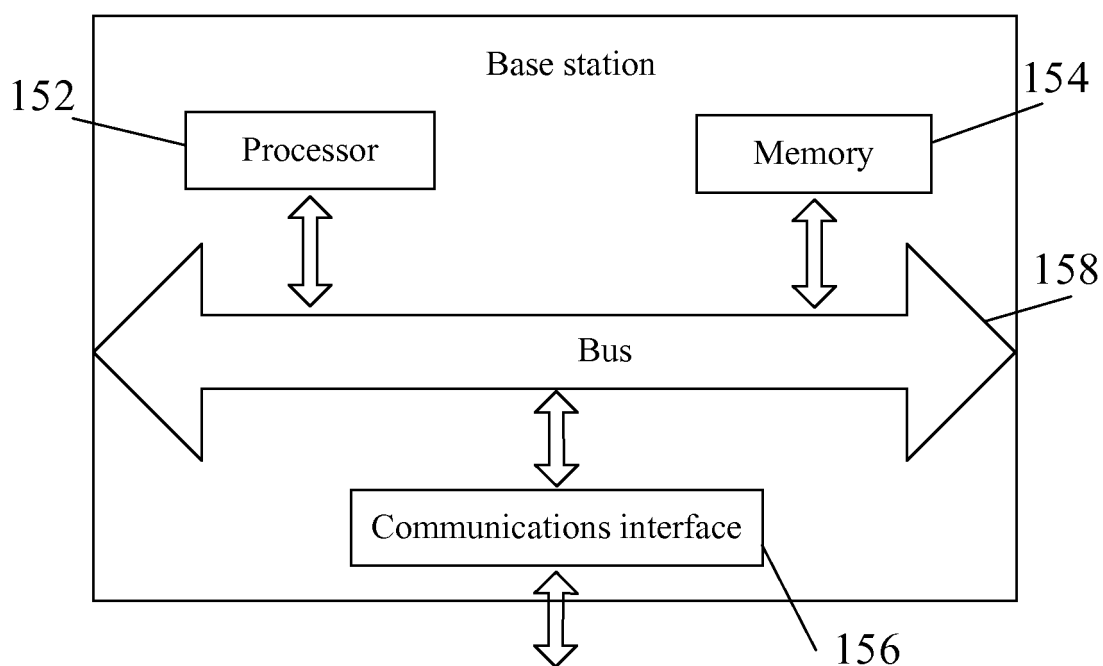 Base station
152
154
Processor
Memory
158
Bus
Communications interface
156